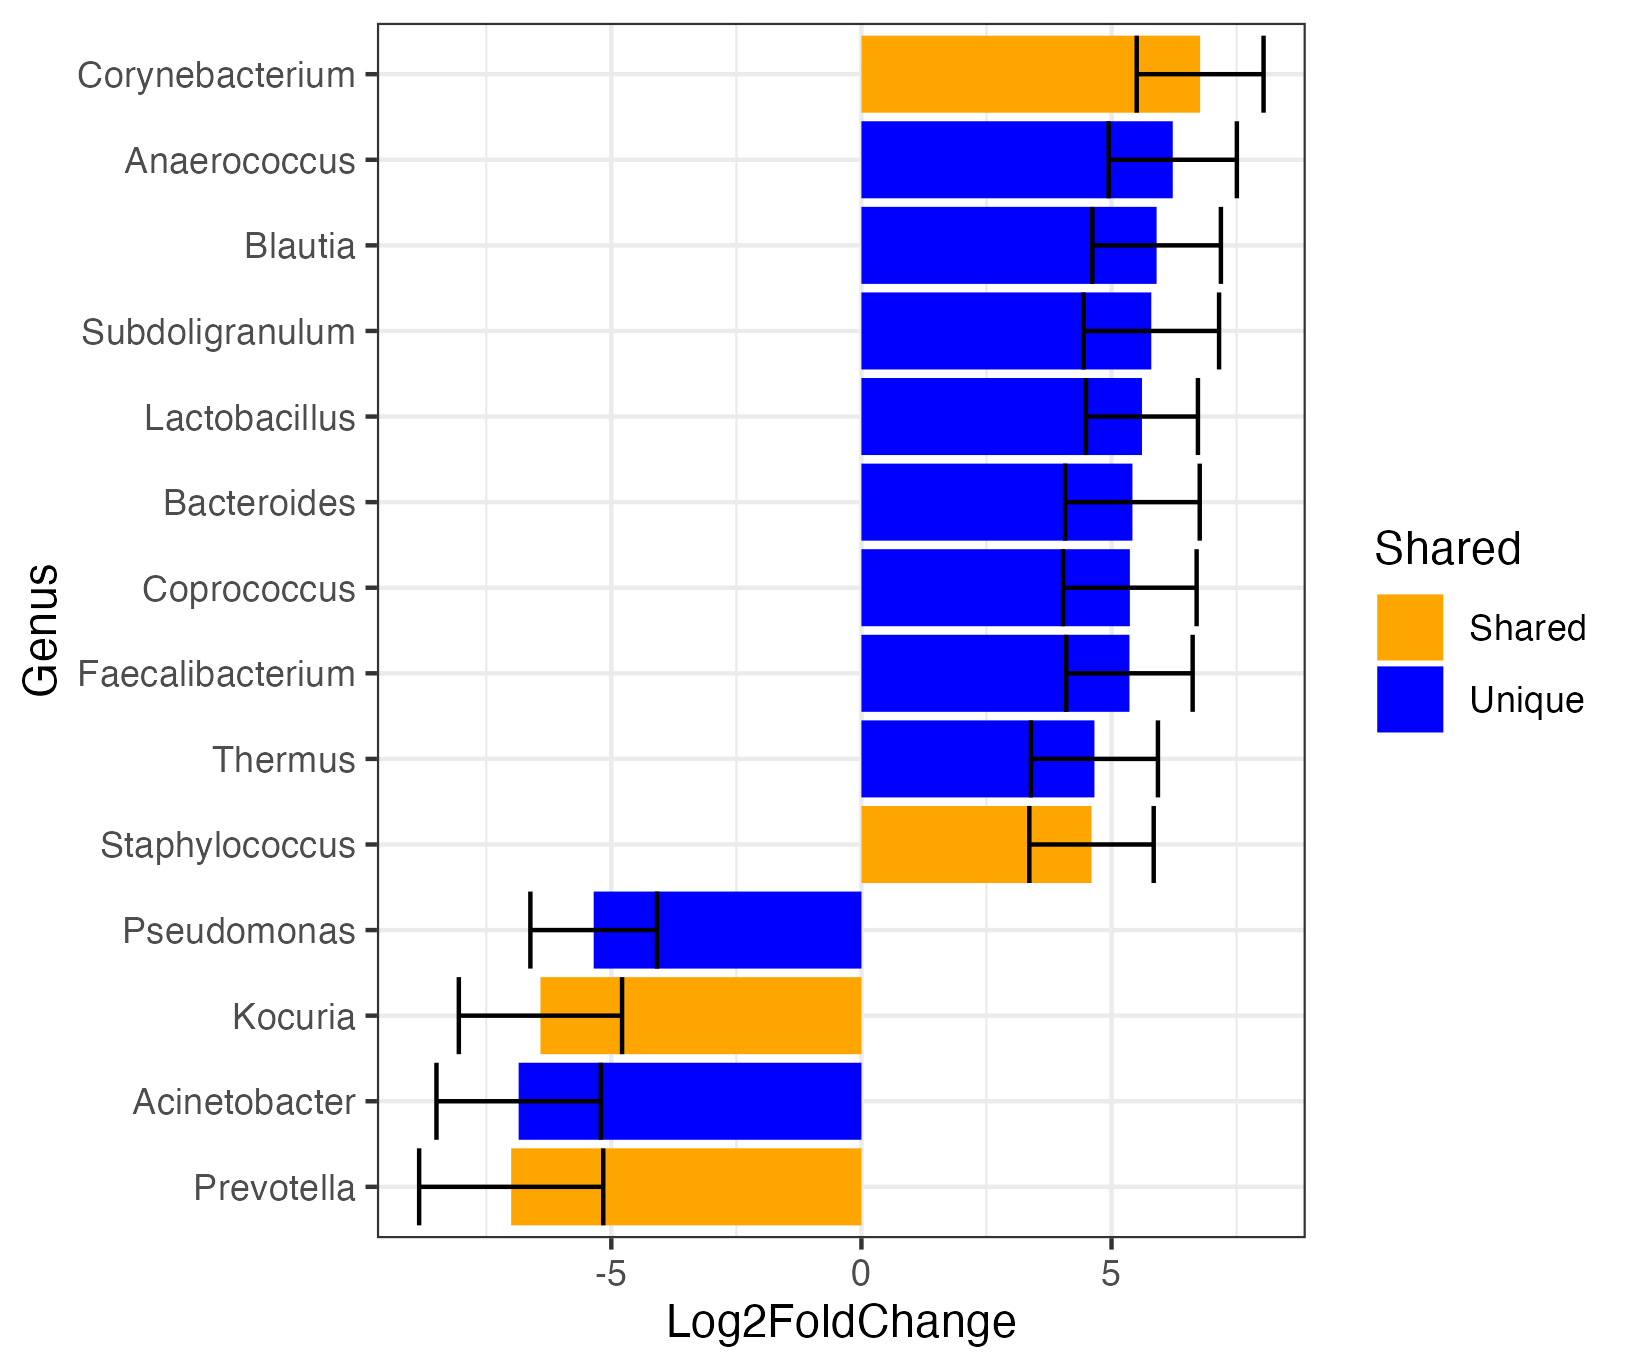 Genus
Corynebacterium
Anaerococcus
Blautia
Subdoligranulum
Lactobacillus
Bacteroides
Coprococcus
Faecalibacterium
Thermus
Staphylococcus
Pseudomonas
Kocuria
Acinetobacter
Prevotella
-5 0 5
Log2FoldChange
Shared
Shared
Unique